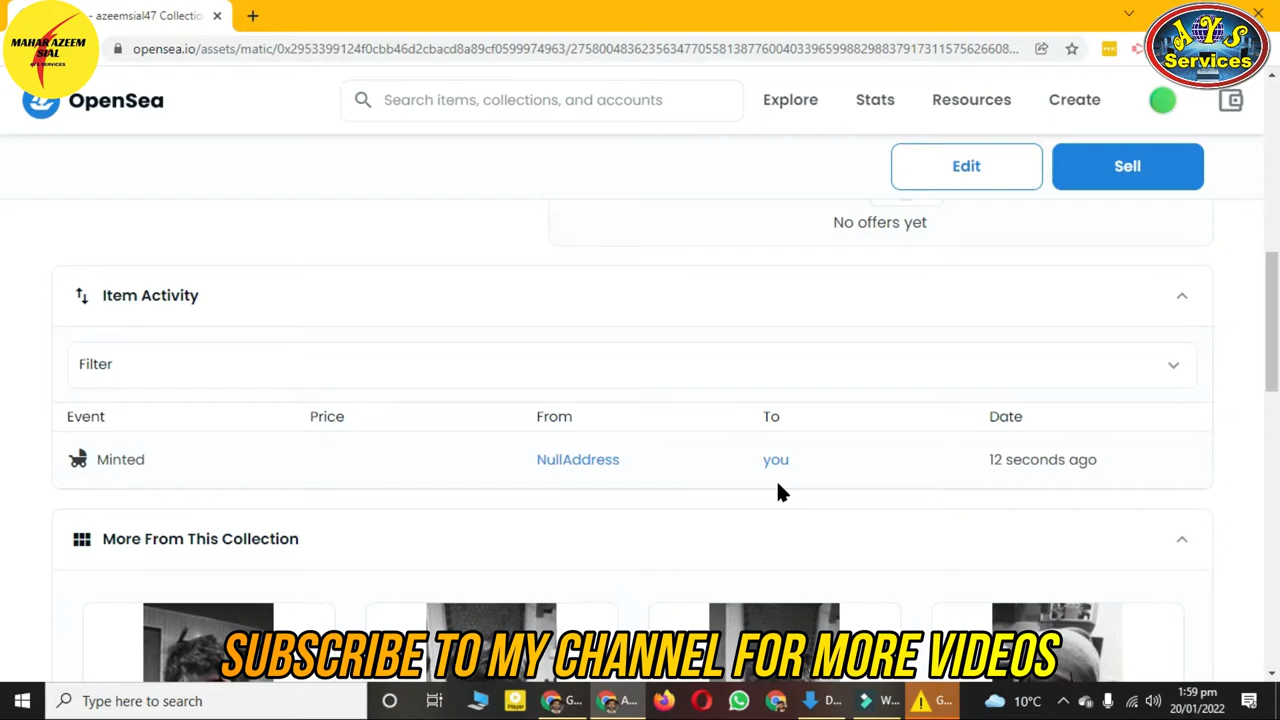 - azeemsial47 Collectio
MAHAR AZEEM
SIAL
AYS SERVICES
AYS
Services
opensea.io/assets/matic/0x2953399124f0cbb46d2cbacd8a89cf0599974963/2758004836235634770558138760040339659988298837917311575626608...
OpenSea
Search items, collections, and accounts
Explore
Stats
Resources
Create
Edit
Sell
No offers yet
Item Activity
Filter
Event
Price
From
To
Date
Minted
NullAddress
you
12 seconds ago
More From This Collection
SUBSCRIBE TO MY CHANNEL FOR MORE VIDEOS
Type here to search
G...
A...
D...
W...
G...
10°C
1:59 pm
20/01/2022